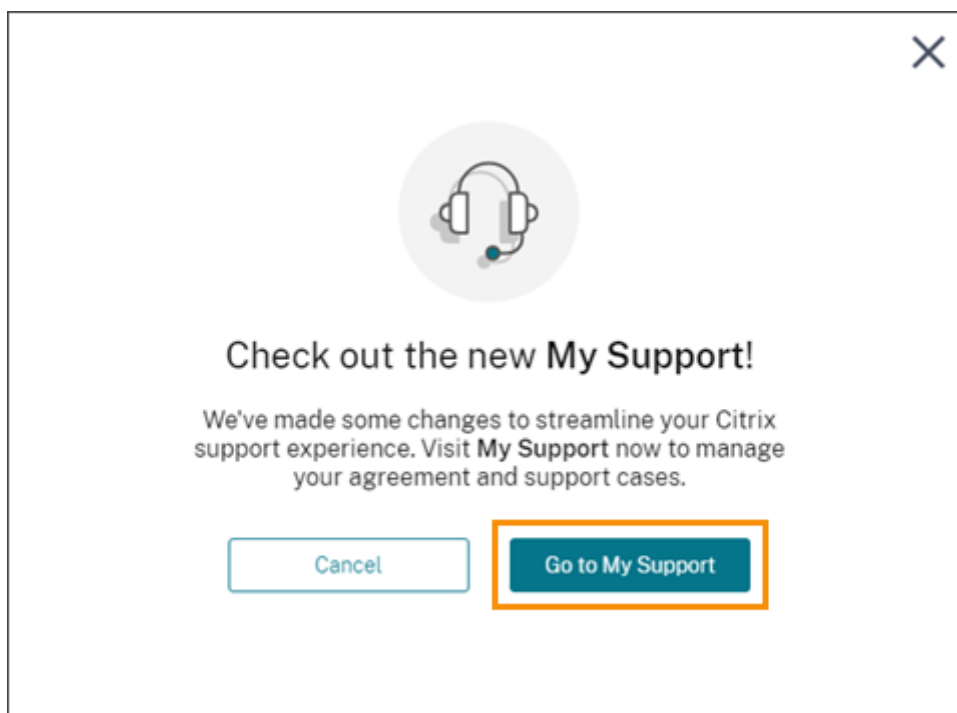 Check out the new My Support!
We've made some changes to streamline your Citrix
support experience. Visit My Support now to manage
your agreement and support cases.
Cancel
Go to My Support